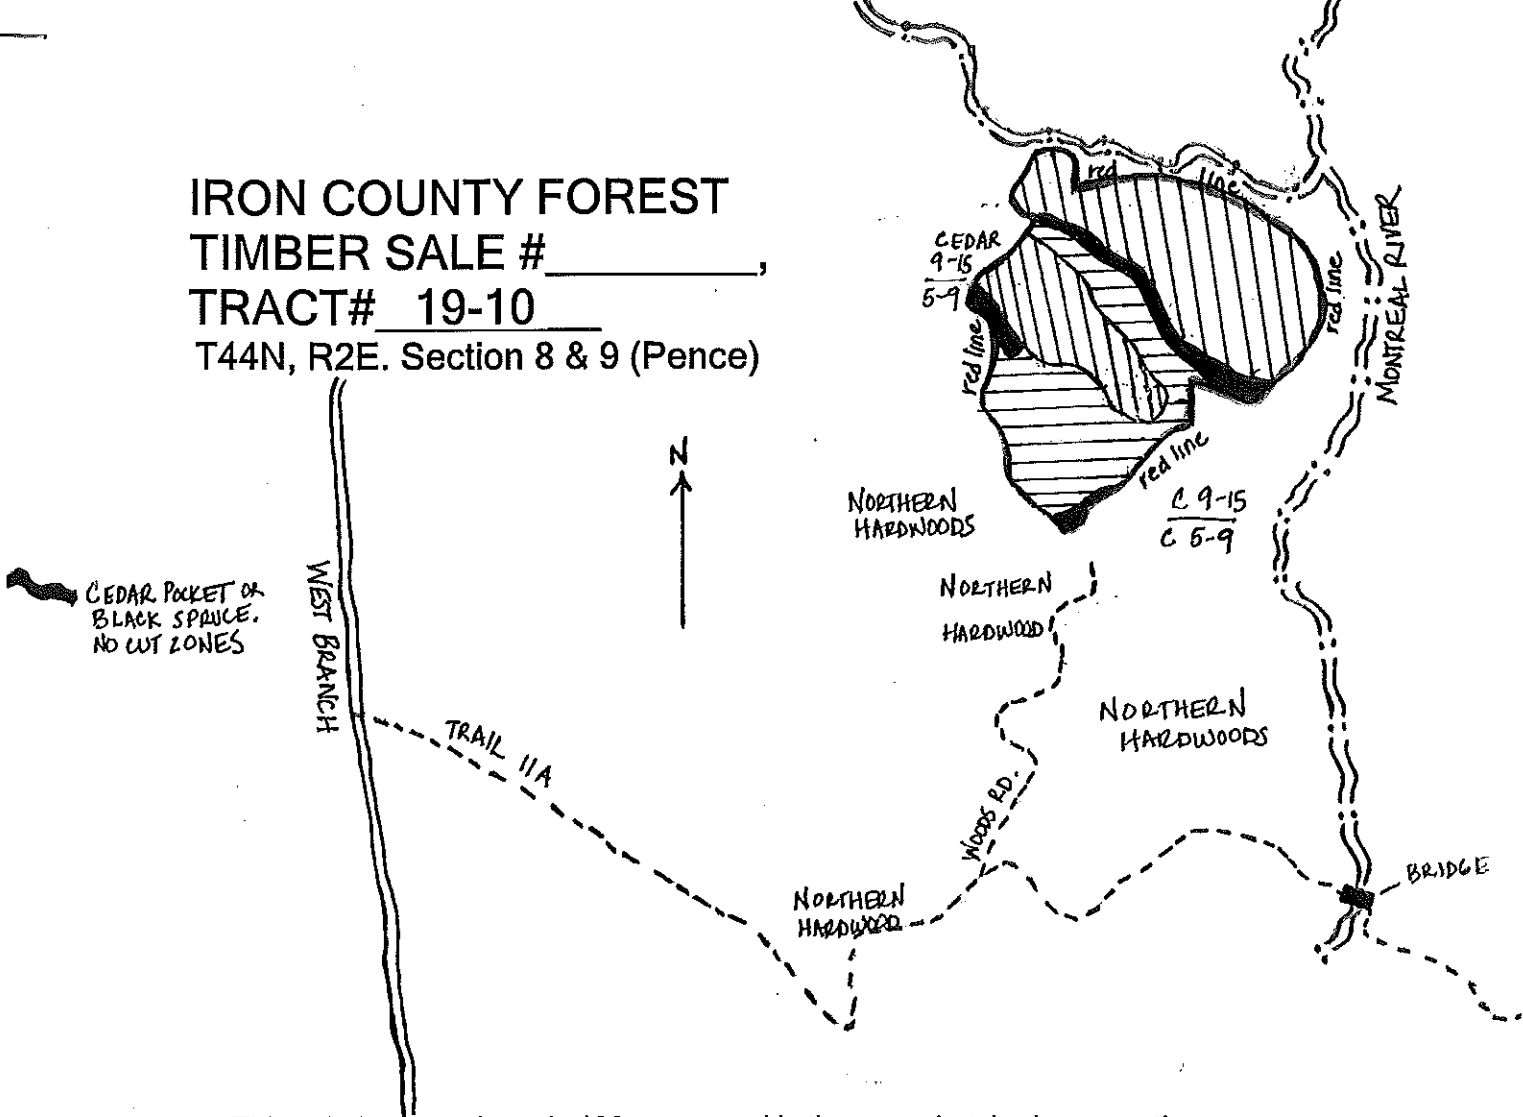 IRON COUNTY FOREST
TIMBER SALE #__________,
TRACT# 19-10
T44N, R2E. Section 8 & 9 (Pence)
red line
CEDAR
9-15
5-9
red line
red line
MONTREAL RIVER
red line
N
NORTHERN
HARDWOODS
C 9-15
C 5-9
CEDAR POCKET OR
BLACK SPRUCE.
NO CUT ZONES
WEST BRANCH
NORTHERN
HARDWOOD
NORTHERN
HARDWOODS
TRAIL 11A
WOODS RD.
BRIDGE
NORTHERN
HARDWOOD